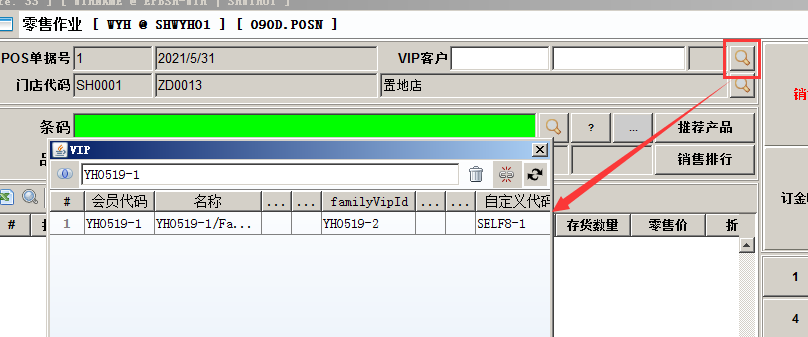 零售作业 [ WYH @ SHWYH01 ] [ O90D.POSN ]
POS单据号 1 2021/5/31 VIP客户
门店代码 SH0001 ZD0013 置地店
条码 ? ... 推荐产品
销售排行
VIP
YH0519-1
# 会员代码 名称 ... ... familyVipId ... ... 自定义代码
1 YH0519-1 YH0519-1/Fa... YH0519-2 SELF8-1
# 存货数量 零售价 折
销
订金
1
4